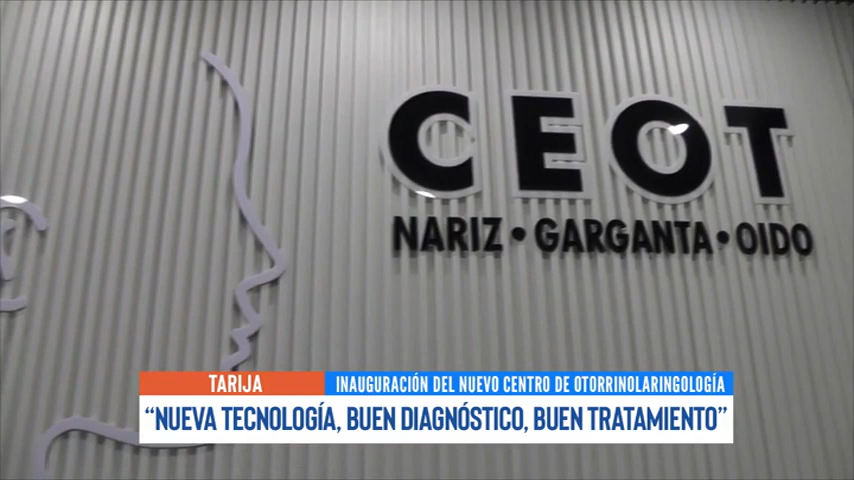 CEOT
NARIZ • GARGANTA • OIDO
TARIJA
INAUGURACIÓN DEL NUEVO CENTRO DE OTORRINOLARINGOLOGÍA
“NUEVA TECNOLOGÍA, BUEN DIAGNÓSTICO, BUEN TRATAMIENTO”